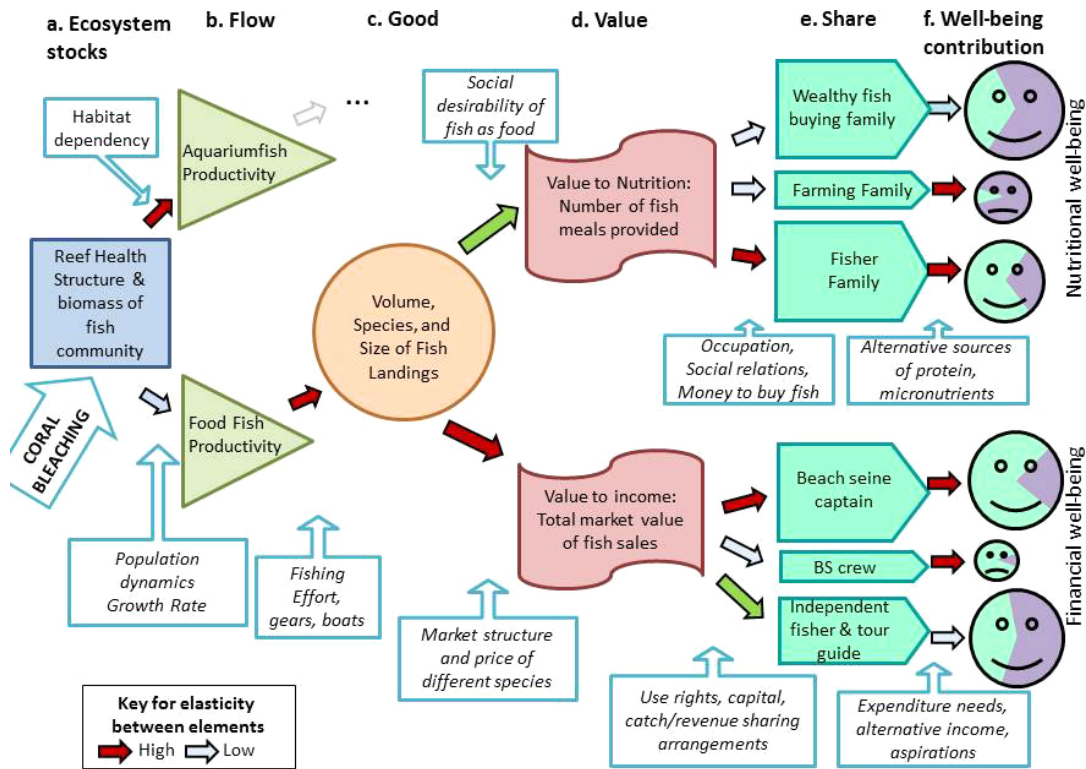 a. Ecosystem
stocks
b. Flow
c. Good
d. Value
e. Share
f. Well-being
contribution
Habitat
dependency
Aquariumfish
Productivity
...
Social
desirability of
fish as food
Value to Nutrition:
Number of fish
meals provided
Wealthy fish
buying family
Farming Family
Fisher
Family
Nutritional well-being
Reef Health
Structure &
biomass of
fish
community
Volume,
Species, and
Size of Fish
Landings
Occupation,
Social relations,
Money to buy fish
Alternative sources
of protein,
micronutrients
CORAL
BLEACHING
Food Fish
Productivity
Value to income:
Total market value
of fish sales
Beach seine
captain
BS crew
Independent
fisher & tour
guide
Financial well-being
Population
dynamics
Growth Rate
Fishing
Effort,
gears, boats
Market structure
and price of
different species
Use rights, capital,
catch/revenue sharing
arrangements
Expenditure needs,
alternative income,
aspirations
Key for elasticity
between elements
High
Low